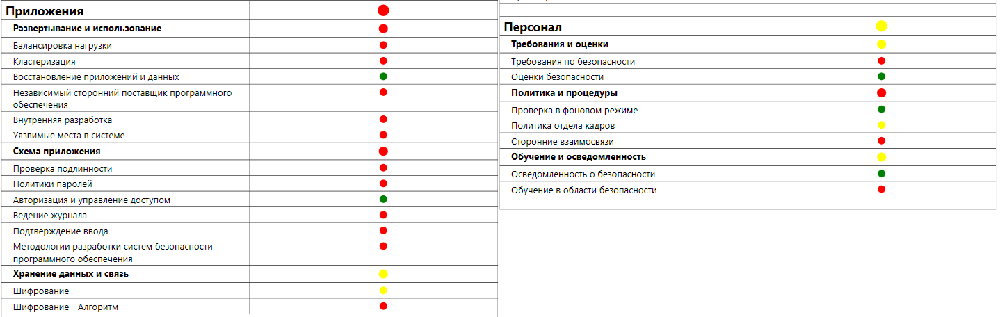 Приложения
Развертывание и использование
Балансировка нагрузки
Кластеризация
Восстановление приложений и данных
Независимый сторонний поставщик программного
обеспечения
Внутренняя разработка
Уязвимые места в системе
Схема приложения
Проверка подлинности
Политики паролей
Авторизация и управление доступом
Ведение журнала
Подтверждение ввода
Методологии разработки систем безопасности
программного обеспечения
Хранение данных и связь
Шифрование
Шифрование - Алгоритм
Персонал
Требования и оценки
Требования по безопасности
Оценки безопасности
Политика и процедуры
Проверка в фоновом режиме
Политика отдела кадров
Сторонние взаимосвязи
Обучение и осведомленность
Осведомленность о безопасности
Обучение в области безопасности